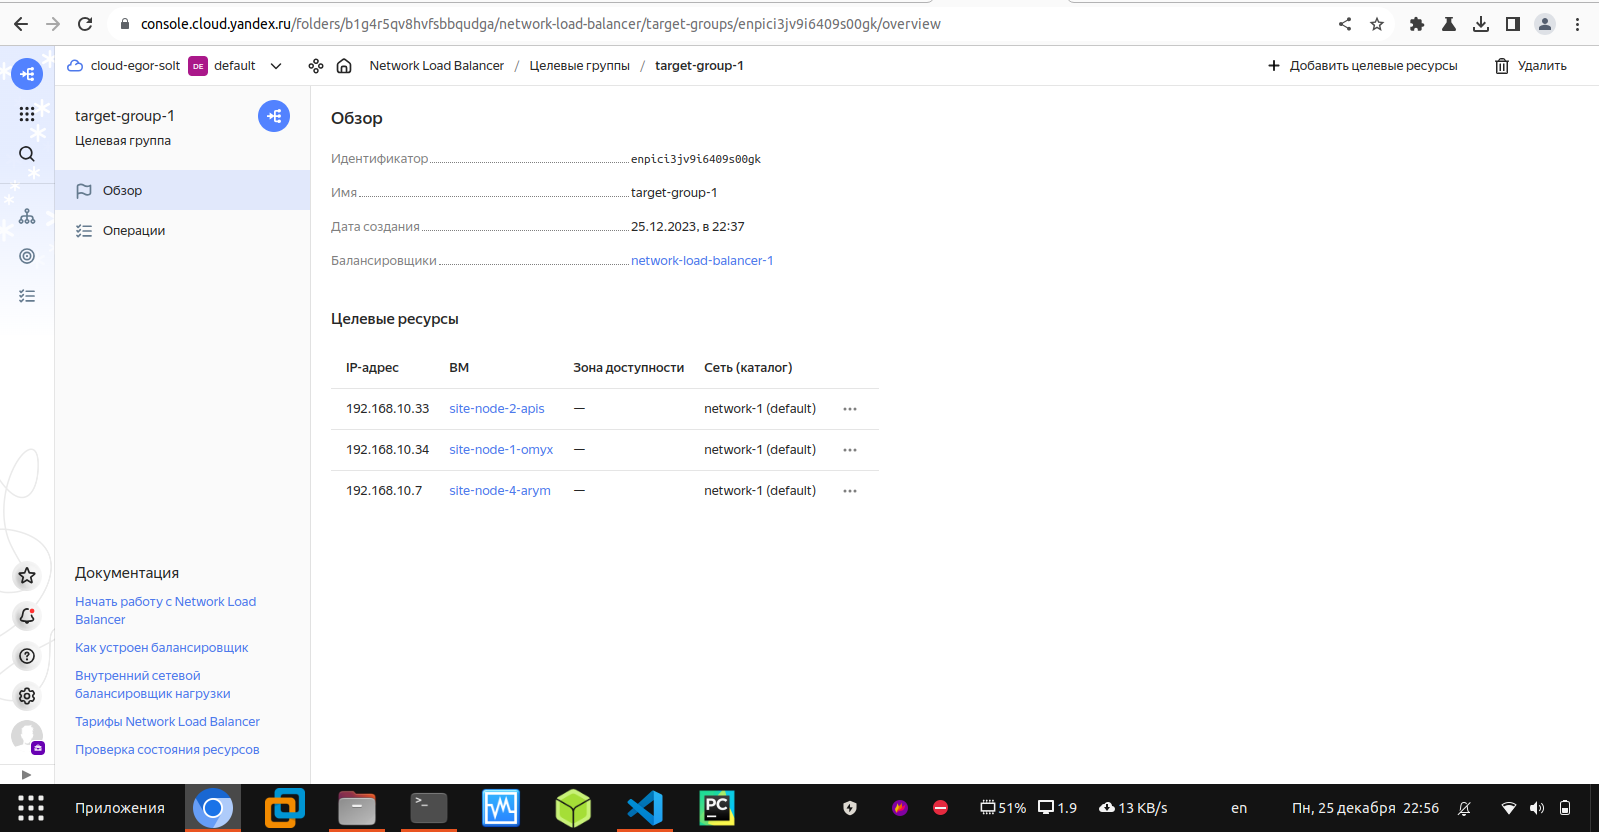 console.cloud.yandex.ru/folders/b1g4r5qv8hvfsbbqudga/network-load-balancer/target-groups/enpici3jv9i6409s00gk/overview
cloud-egor-solt DE default Network Load Balancer / Целевые группы / target-group-1 Добавить целевые ресурсы Удалить
target-group-1
Целевая группа
Обзор
Операции
Обзор
Идентификатор enpici3jv9i6409s00gk
Имя target-group-1
Дата создания 25.12.2023, в 22:37
Балансировщики network-load-balancer-1
Целевые ресурсы
IP-адрес ВМ Зона доступности Сеть (каталог)
192.168.10.33 site-node-2-apis — network-1 (default)
192.168.10.34 site-node-1-omyx — network-1 (default)
192.168.10.7 site-node-4-arym — network-1 (default)
Документация
Начать работу с Network Load
Balancer
Как устроен балансировщик
Внутренний сетевой
балансировщик нагрузки
Тарифы Network Load Balancer
Проверка состояния ресурсов
Приложения >_ PC 51% 1.9 13 KB/s en Пн, 25 декабря 22:56